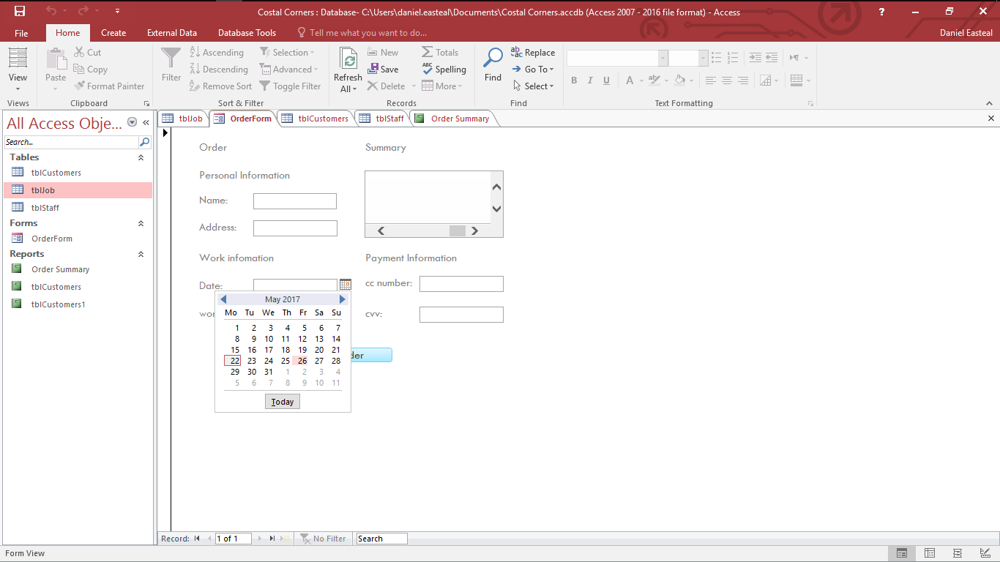 Costal Corners : Database- C:\Users\daniel.easteal\Documents\Costal Corners.accdb (Access 2007 - 2016 file format) - Access
?
File Home Create External Data Database Tools Tell me what you want to do... Daniel Easteal
View
Views
Paste
Cut
Copy
Format Painter
Clipboard
Filter
Ascending
Descending
Remove Sort
Selection
Advanced
Toggle Filter
Sort & Filter
Refresh
All
New
Save
Delete
Totals
Spelling
More
Records
Find
Replace
Go To
Select
Find
B I U A
Text Formatting
All Access Obje...
Search...
Tables
tblCustomers
tblJob
tblStaff
Forms
OrderForm
Reports
Order Summary
tblCustomers
tblCustomers1
tblJob OrderForm tblCustomers tblStaff Order Summary
Order Summary
Personal Information
Name:
Address:
Work infomation Payment Information
Date: cc number:
May 2017
Mo Tu We Th Fr Sa Su
1 2 3 4 5 6 7
8 9 10 11 12 13 14
15 16 17 18 19 20 21
22 23 24 25 26 27 28
29 30 31 1 2 3 4
5 6 7 8 9 10 11
Today
wor
cvv:
der
Record: 1 of 1 No Filter Search
Form View